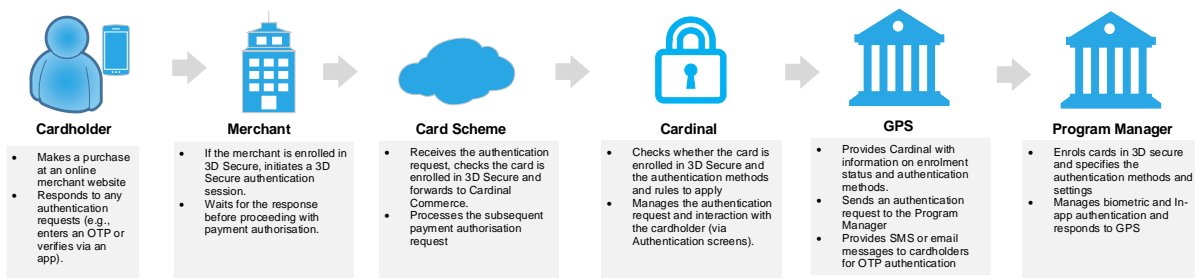 Cardholder
• Makes a purchase
at an online
merchant website
• Responds to any
authentication
requests (e.g.,
enters an OTP or
verifies via an
app).
Merchant
• If the merchant is enrolled in
3D Secure, initiates a 3D
Secure authentication
session.
• Waits for the response
before proceeding with
payment authorisation.
Card Scheme
• Receives the authentication
request, checks the card is
enrolled in 3D Secure and
forwards to Cardinal
Commerce.
• Processes the subsequent
payment authorisation
request
Cardinal
• Checks whether the card is
enrolled in 3D Secure and
the authentication methods
and rules to apply
• Manages the authentication
request and interaction with
the cardholder (via
Authentication screens).
GPS
• Provides Cardinal with
information on enrolment
status and authentication
methods.
• Sends an authentication
request to the Program
Manager
• Provides SMS or email
messages to cardholders
for OTP authentication
Program Manager
• Enrols cards in 3D secure
and specifies the
authentication methods and
settings
• Manages biometric and In-
app authentication and
responds to GPS